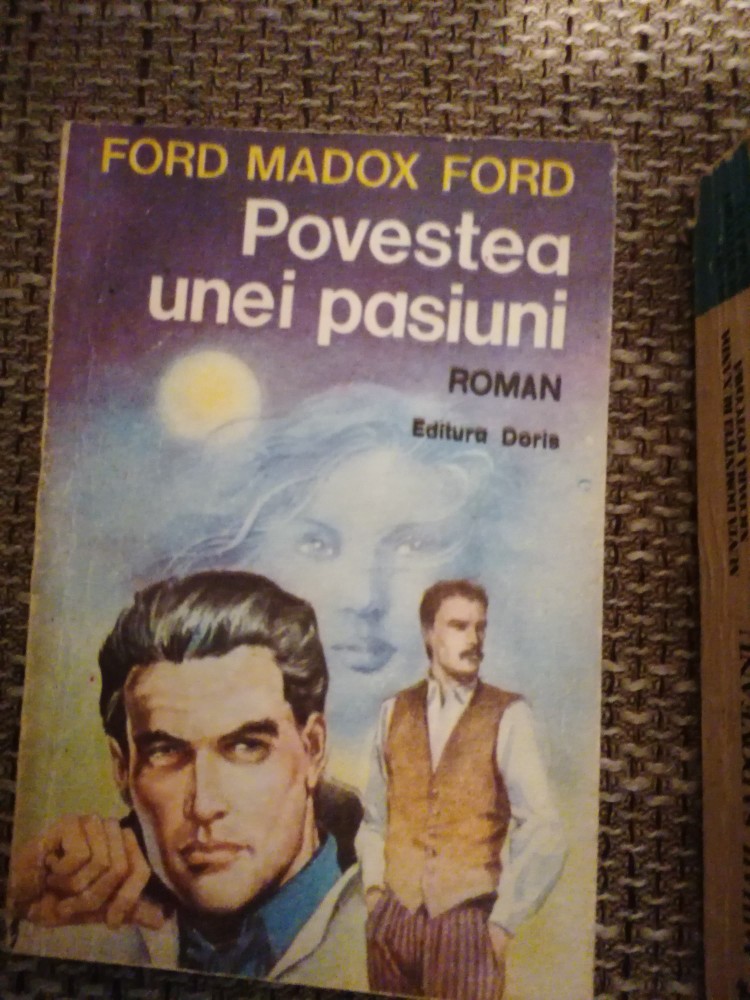 FORD MADOX FORD
Povestea
unei pasiuni
ROMAN
Editura Doris